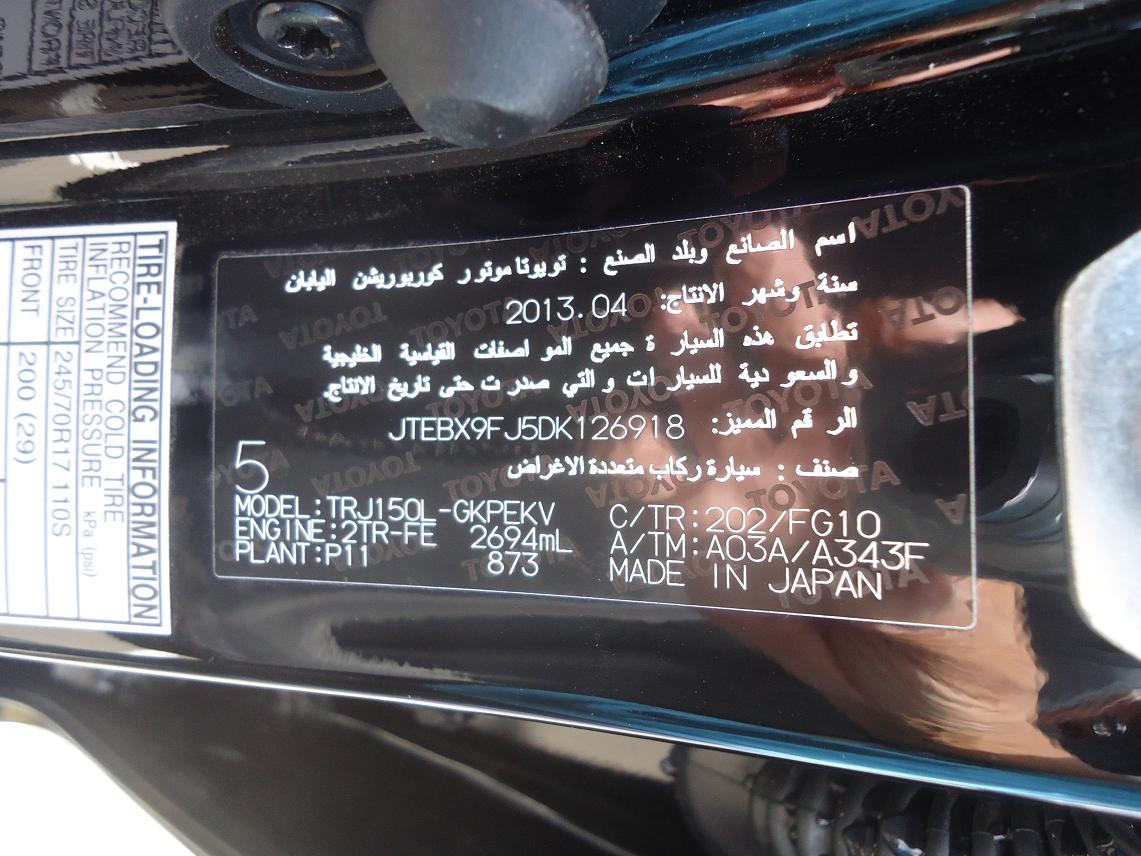 اسم الصانع وبلد الصنع : تويوتا موتور كوربوريشن اليابان
سنة وشهر الانتاج: 2013.04
تطابق هذه السيارة جميع المواصفات القياسية الخليجية
والسعودية للسيارات والتي صدرت حتى تاريخ الانتاج.
الرقم المميز: JTEBX9FJ5DK126918
صنف : سيارة ركاب متعددة الاغراض
5
MODEL:TRJ150L-GKPEKV
ENGINE:2TR-FE 2694mL
PLANT:P11 873
C/TR:202/FG10
A/TM:A03A/A343F
MADE IN JAPAN
TIRE-LOADING INFORMATION
RECOMMEND COLD TIRE
INFLATION PRESSURE kPa (psi)
TIRE SIZE 245/70R17 110S
FRONT 200 (29)